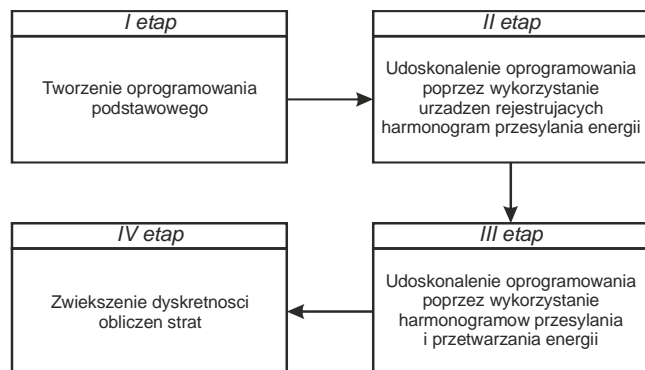 I etap
Tworzenie oprogramowania
podstawowego
II etap
Udoskonalenie oprogramowania
poprzez wykorzystanie
urzadzen rejestrujacych
harmonogram przesylania energii
III etap
Udoskonalenie oprogramowania
poprzez wykorzystanie
harmonogramow przesylania
i przetwarzania energii
IV etap
Zwiekszenie dyskretnosci
obliczen strat